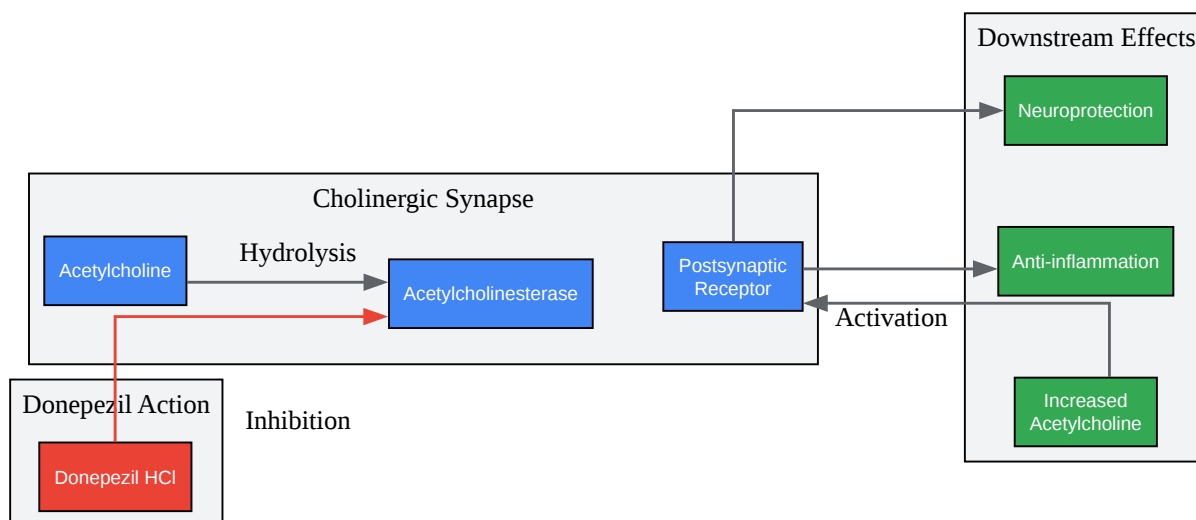 Downstream Effects
Neuroprotection
Cholinergic Synapse
Acetylcholine
Hydrolysis
Acetylcholinesterase
Postsynaptic
Receptor
Anti-inflammation
Activation
Increased
Acetylcholine
Donepezil Action
Inhibition
Donepezil HCl